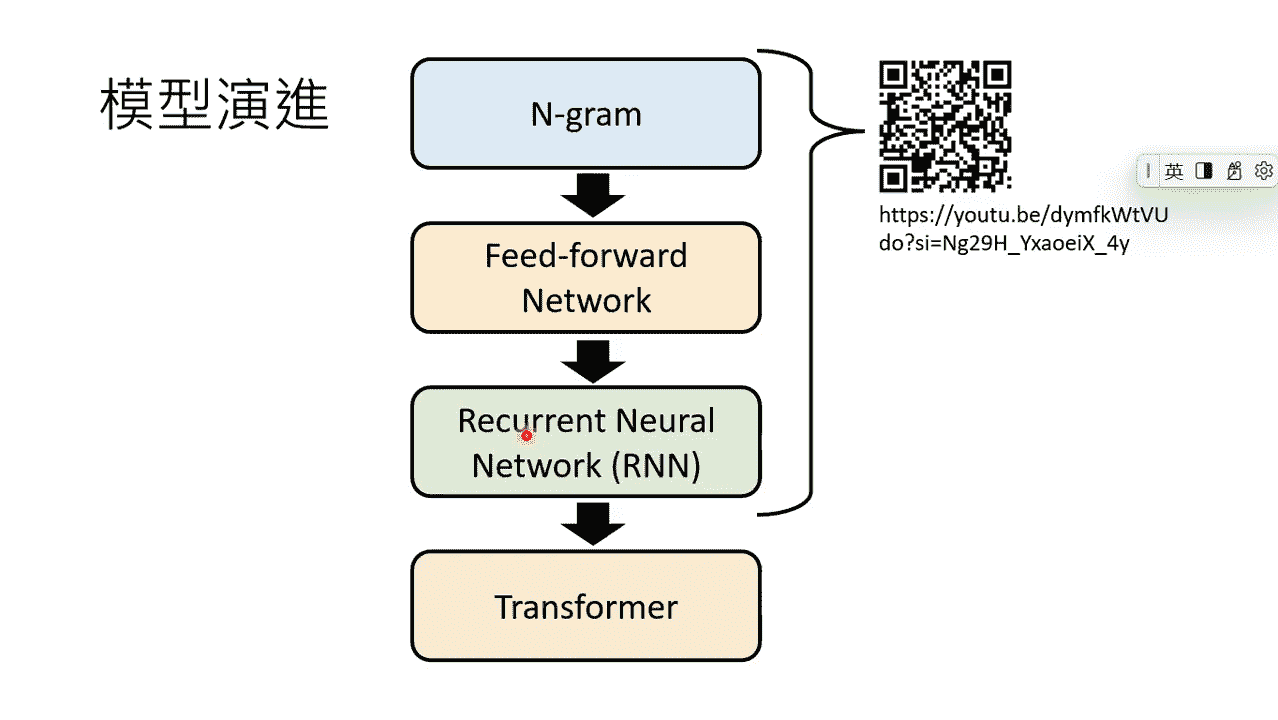 模型演進
N-gram
Feed-forward
Network
Recurrent Neural
Network (RNN)
Transformer
https://youtu.be/dymfkWtVU
do?si=Ng29H_YxaoeiX_4y
英